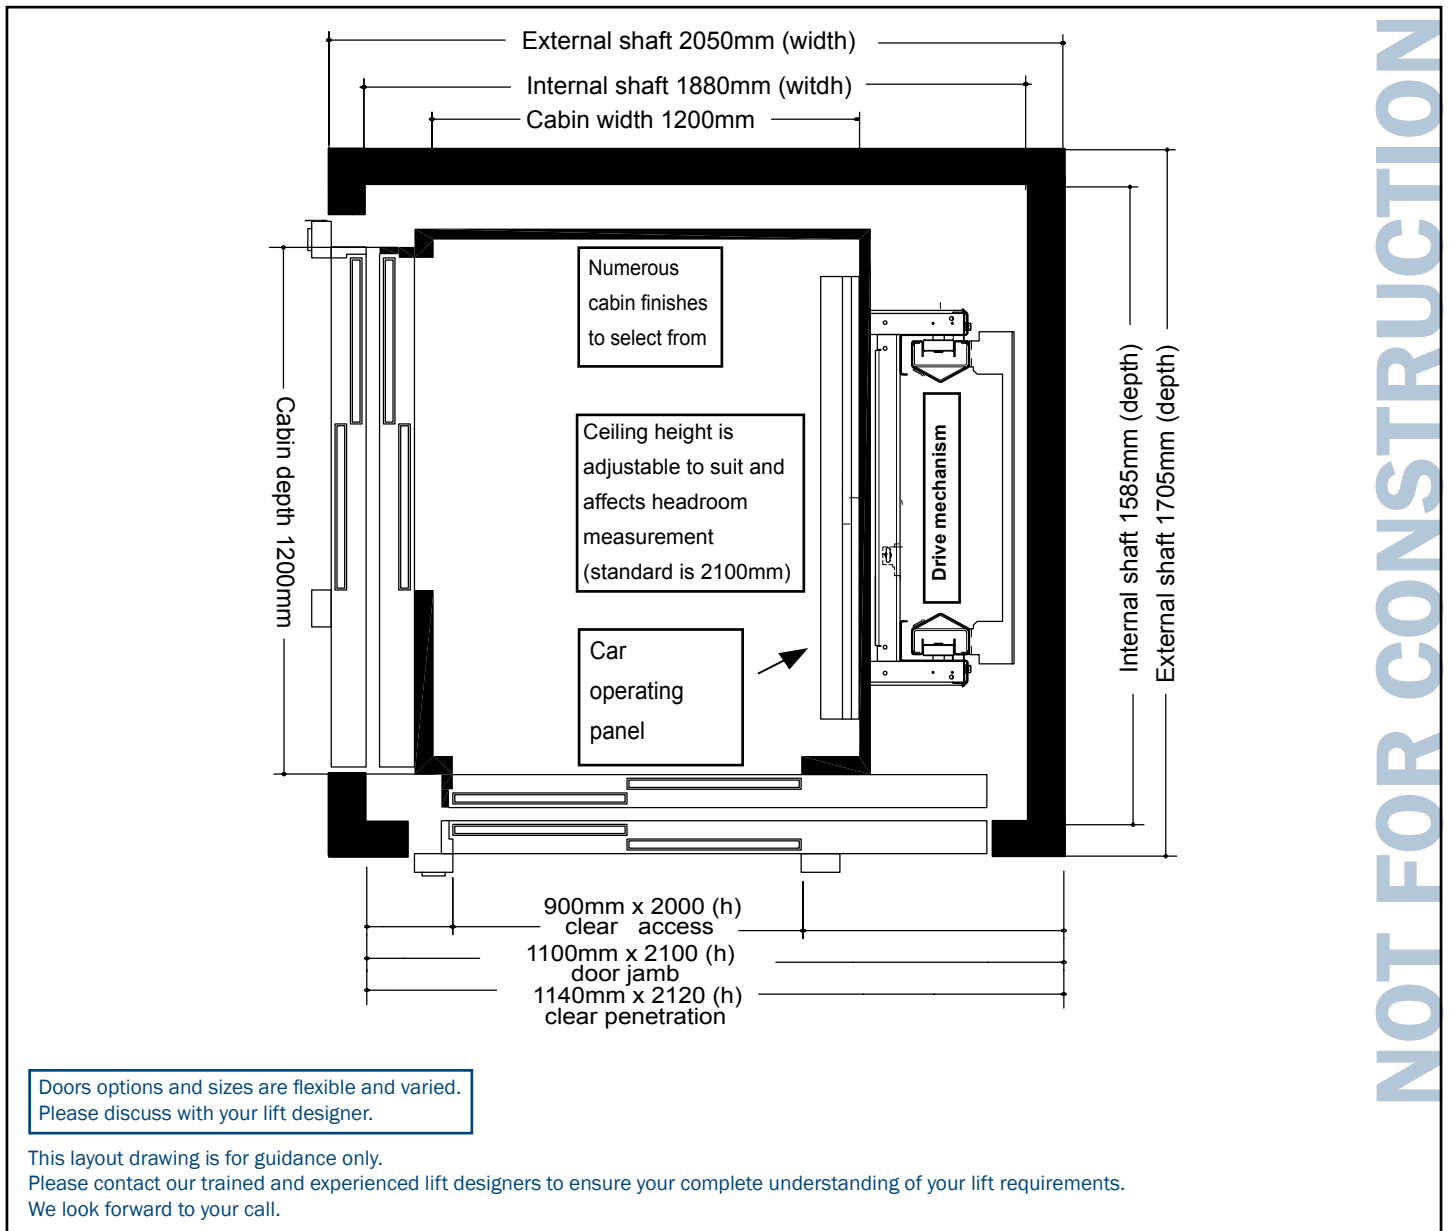 External shaft 2050mm (width)
Internal shaft 1880mm (witdh)
Cabin width 1200mm
Numerous
cabin finishes
to select from
Ceiling height is
adjustable to suit and
affects headroom
measurement
(standard is 2100mm)
Car
operating
panel
Cabin depth 1200mm
Drive mechanism
Internal shaft 1585mm (depth)
External shaft 1705mm (depth)
900mm x 2000 (h)
clear access
1100mm x 2100 (h)
door jamb
1140mm x 2120 (h)
clear penetration
NOT FOR CONSTRUCTION
Doors options and sizes are flexible and varied.
Please discuss with your lift designer.
This layout drawing is for guidance only.
Please contact our trained and experienced lift designers to ensure your complete understanding of your lift requirements.
We look forward to your call.